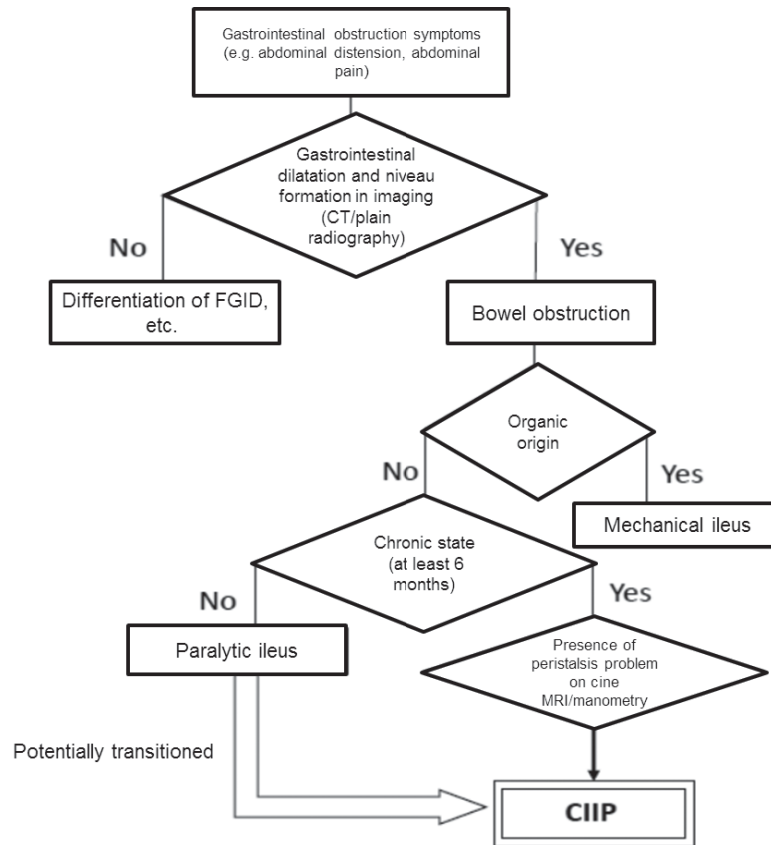 Gastrointestinal obstruction symptoms
(e.g. abdominal distension, abdominal
pain)
Gastrointestinal
dilatation and niveau
formation in imaging
(CT/plain
radiography)
No
Yes
Differentiation of FGID,
etc.
Bowel obstruction
Organic
origin
No
Yes
Mechanical ileus
Chronic state
(at least 6
months)
No
Yes
Paralytic ileus
Presence of
peristalsis problem
on cine
MRI/manometry
Potentially transitioned
CIIP